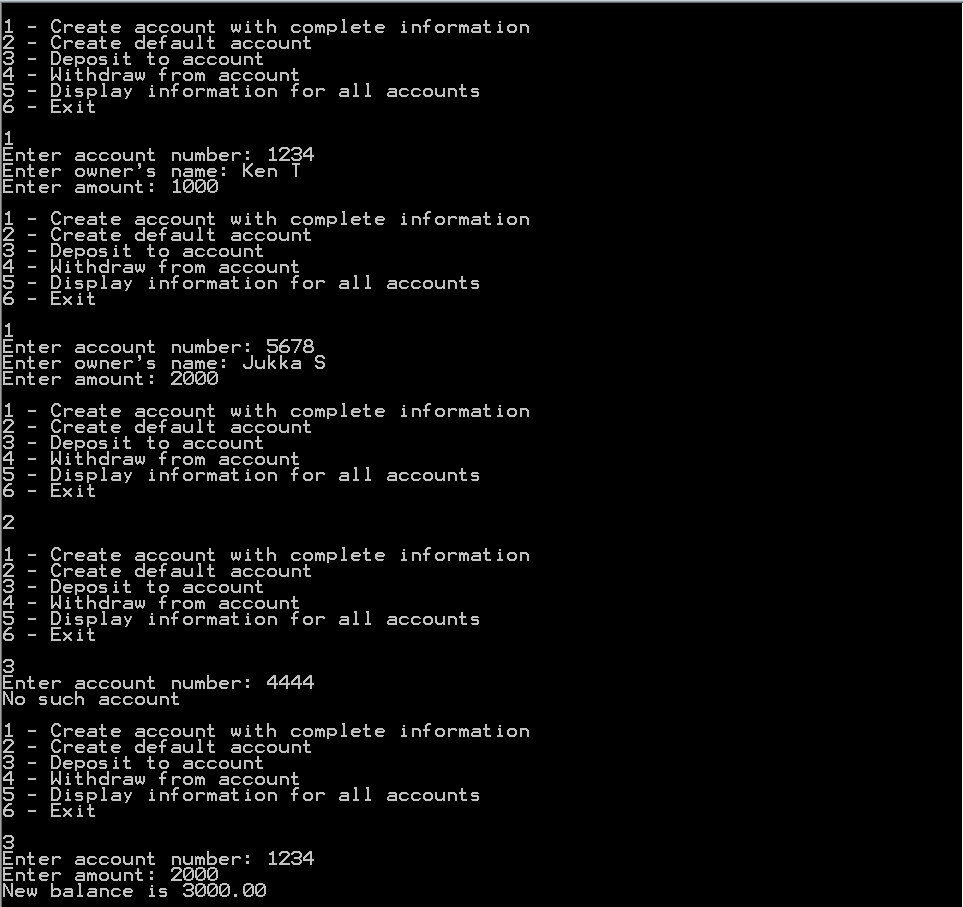 1 - Create account with complete information
2 - Create default account
3 - Deposit to account
4 - Withdraw from account
5 - Display information for all accounts
6 - Exit
1
Enter account number: 1234
Enter owner's name: Ken T
Enter amount: 1000
1 - Create account with complete information
2 - Create default account
3 - Deposit to account
4 - Withdraw from account
5 - Display information for all accounts
6 - Exit
1
Enter account number: 5678
Enter owner's name: Jukka S
Enter amount: 2000
1 - Create account with complete information
2 - Create default account
3 - Deposit to account
4 - Withdraw from account
5 - Display information for all accounts
6 - Exit
2
1 - Create account with complete information
2 - Create default account
3 - Deposit to account
4 - Withdraw from account
5 - Display information for all accounts
6 - Exit
3
Enter account number: 4444
No such account
1 - Create account with complete information
2 - Create default account
3 - Deposit to account
4 - Withdraw from account
5 - Display information for all accounts
6 - Exit
3
Enter account number: 1234
Enter amount: 2000
New balance is 3000.00